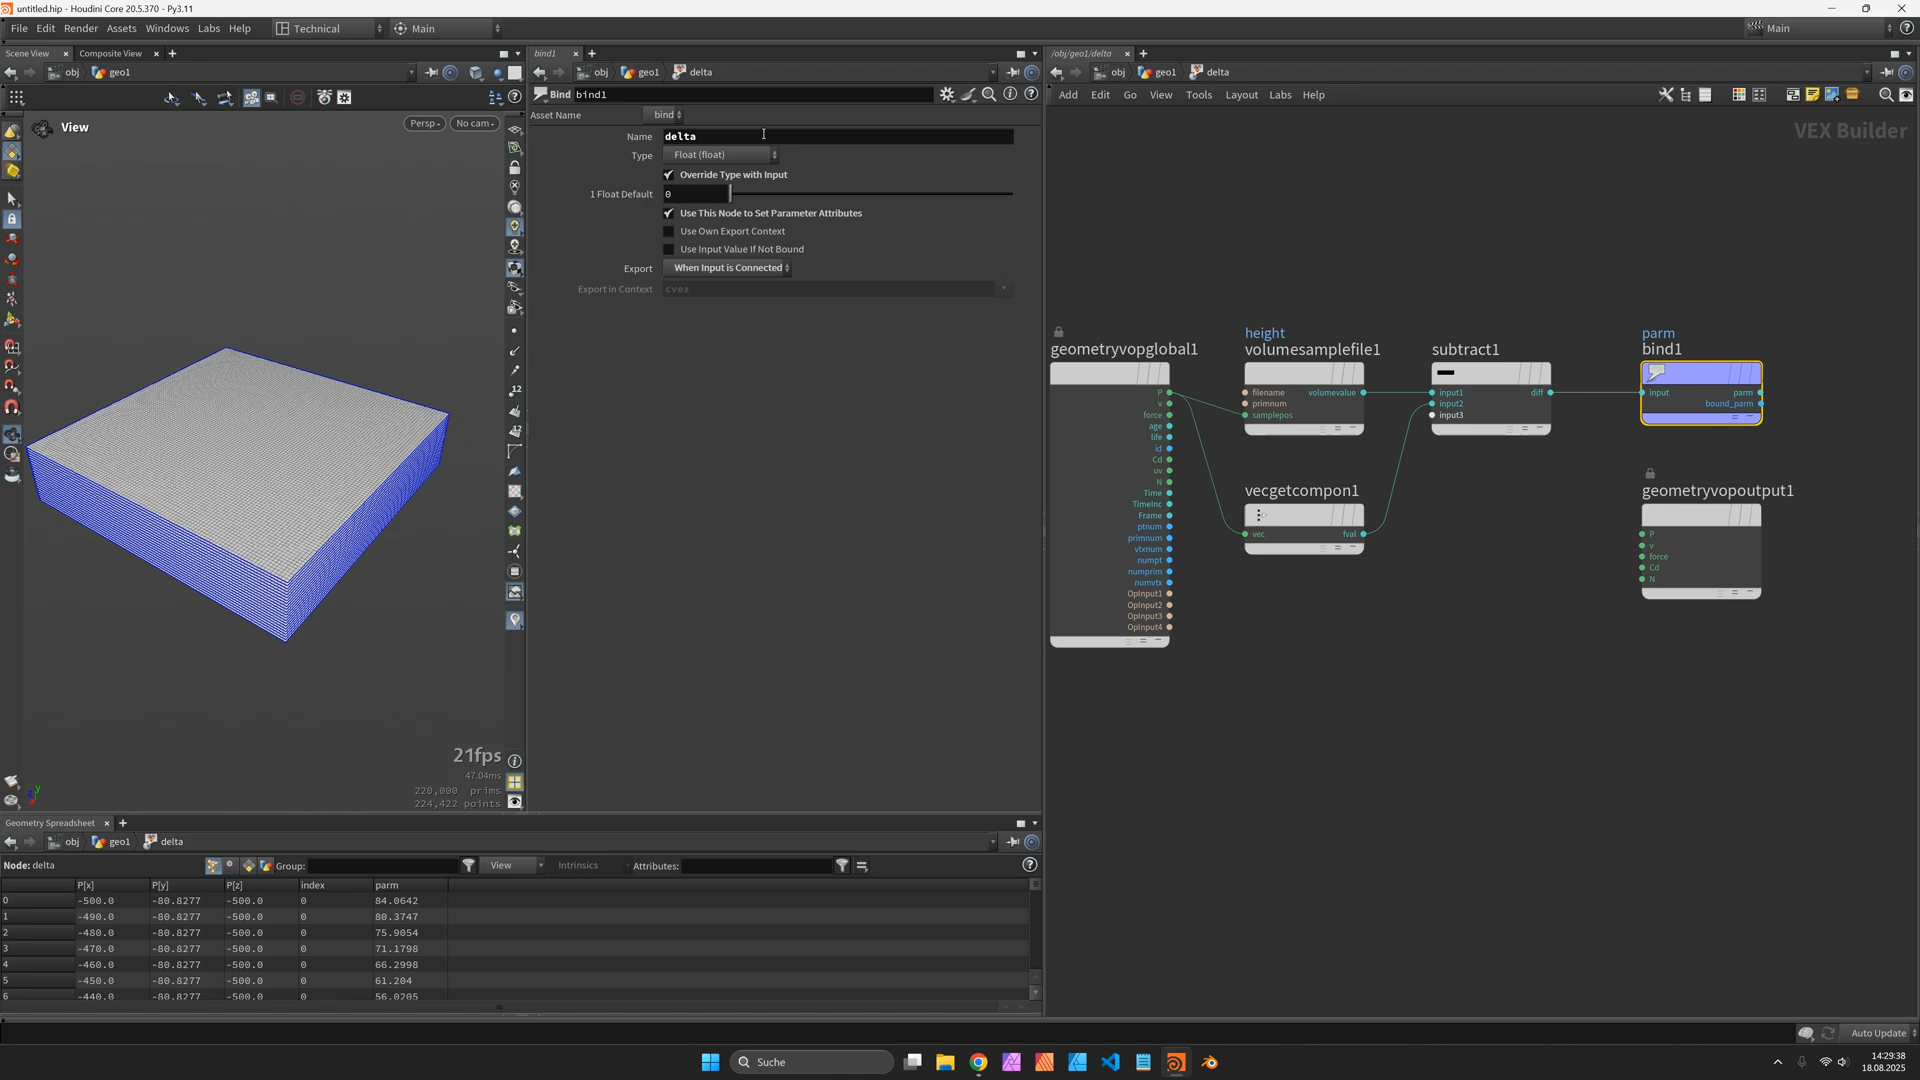 untitled.hip - Houdini Core 20.5.370 - Py3.11
File Edit Render Assets Windows Labs Help Technical Main Main
Scene View Composite View
obj geo1
View Persp No cam
21fps
47.04ms
220,000 prims
224,422 points
bind1
obj geo1 delta
Bind bind1
Asset Name bind
Name delta
Type Float (float)
Override Type with Input
1 Float Default 0
Use This Node to Set Parameter Attributes
Use Own Export Context
Use Input Value If Not Bound
Export When Input is Connected
Export in Context cvex
/obj/geo1/delta
obj geo1 delta
Add Edit Go View Tools Layout Labs Help
VEX Builder
geometryvopglobal1
P
v
force
age
life
id
Cd
uv
N
Time
TimeInc
Frame
ptnum
primnum
vtxnum
numpt
numprim
numvtx
OpInput1
OpInput2
OpInput3
OpInput4
height
volumesamplefile1
filename volumevalue
primnum
samplepos
vecgetcompon1
vec fval
subtract1
input1 diff
input2
input3
parm
bind1
input parm
bound_parm
geometryvopoutput1
P
v
force
Cd
N
Geometry Spreadsheet
obj geo1 delta
Node: delta Group: View Intrinsics Attributes:
P[x] P[y] P[z] index parm
0 -500.0 -80.8277 -500.0 0 84.0642
1 -490.0 -80.8277 -500.0 0 80.3747
2 -480.0 -80.8277 -500.0 0 75.9054
3 -470.0 -80.8277 -500.0 0 71.1798
4 -460.0 -80.8277 -500.0 0 66.2998
5 -450.0 -80.8277 -500.0 0 61.204
6 -440.0 -80.8277 -500.0 0 56.0205
Auto Update
Suche
14:29:38
18.08.2025